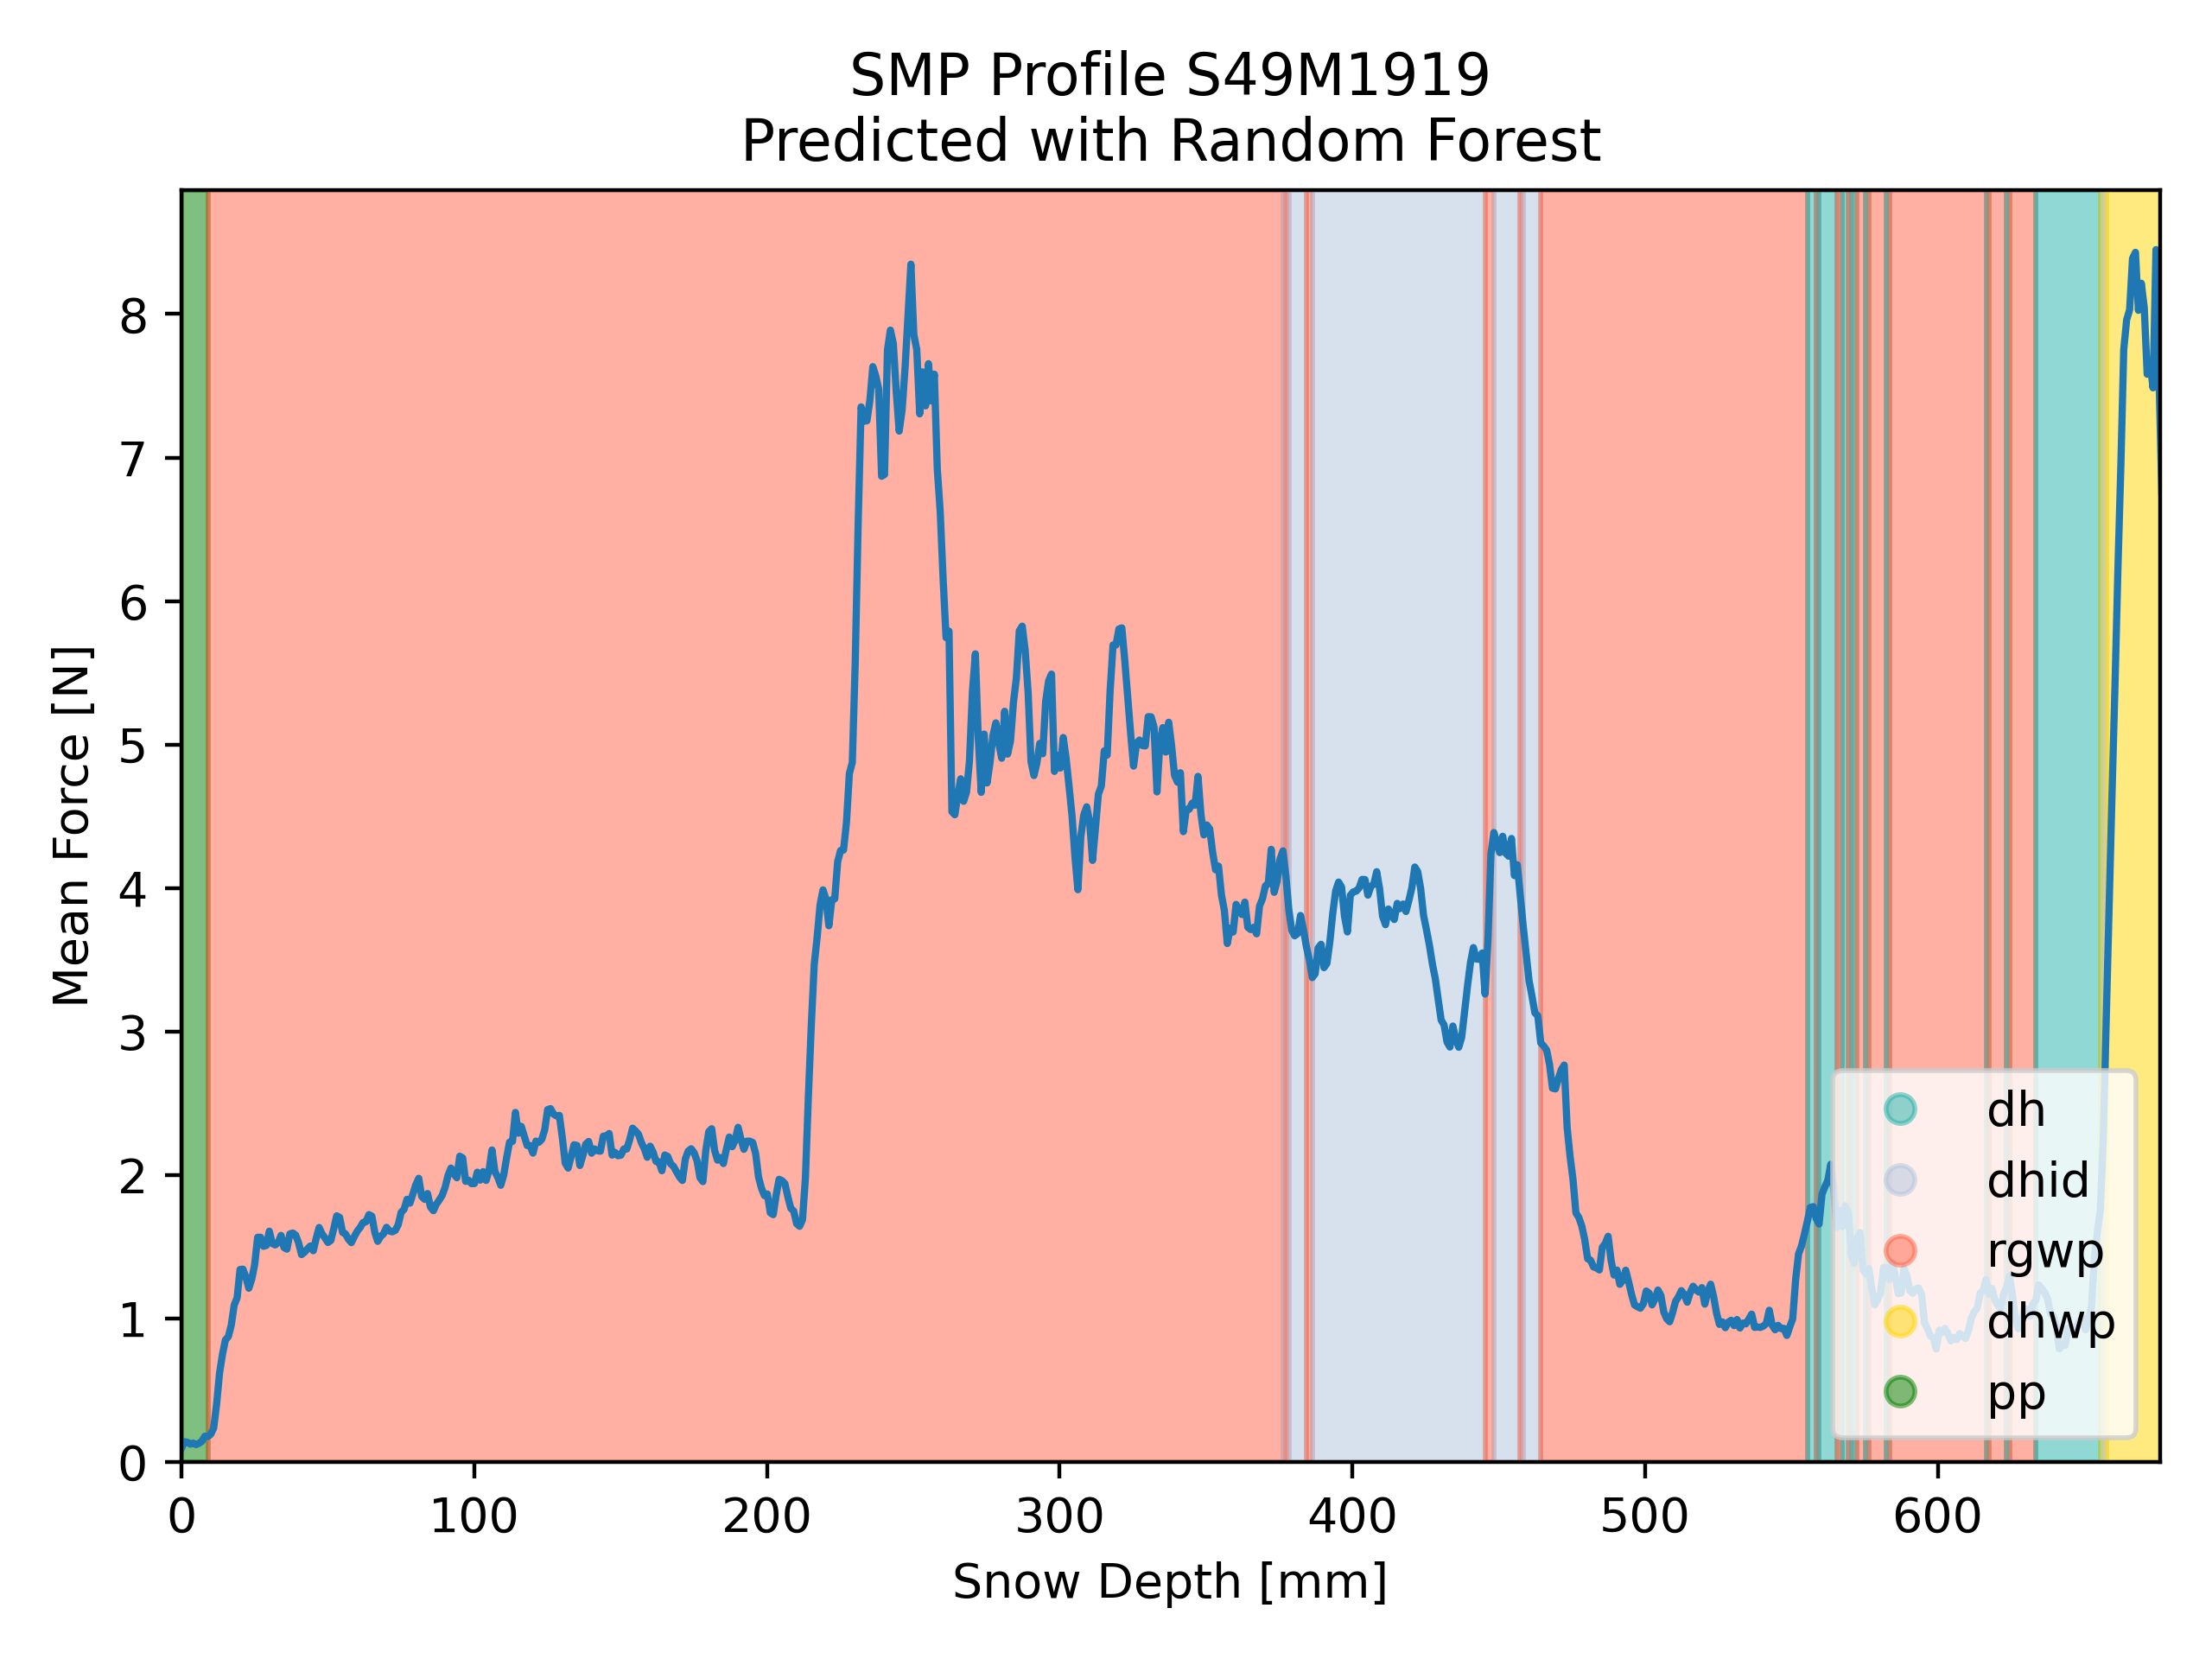 SMP Profile S49M1919
Predicted with Random Forest
Mean Force [N]
8
7
6
5
4
3
2
1
0
dh
dhid
rgwp
dhwp
pp
0 100 200 300 400 500 600
Snow Depth [mm]